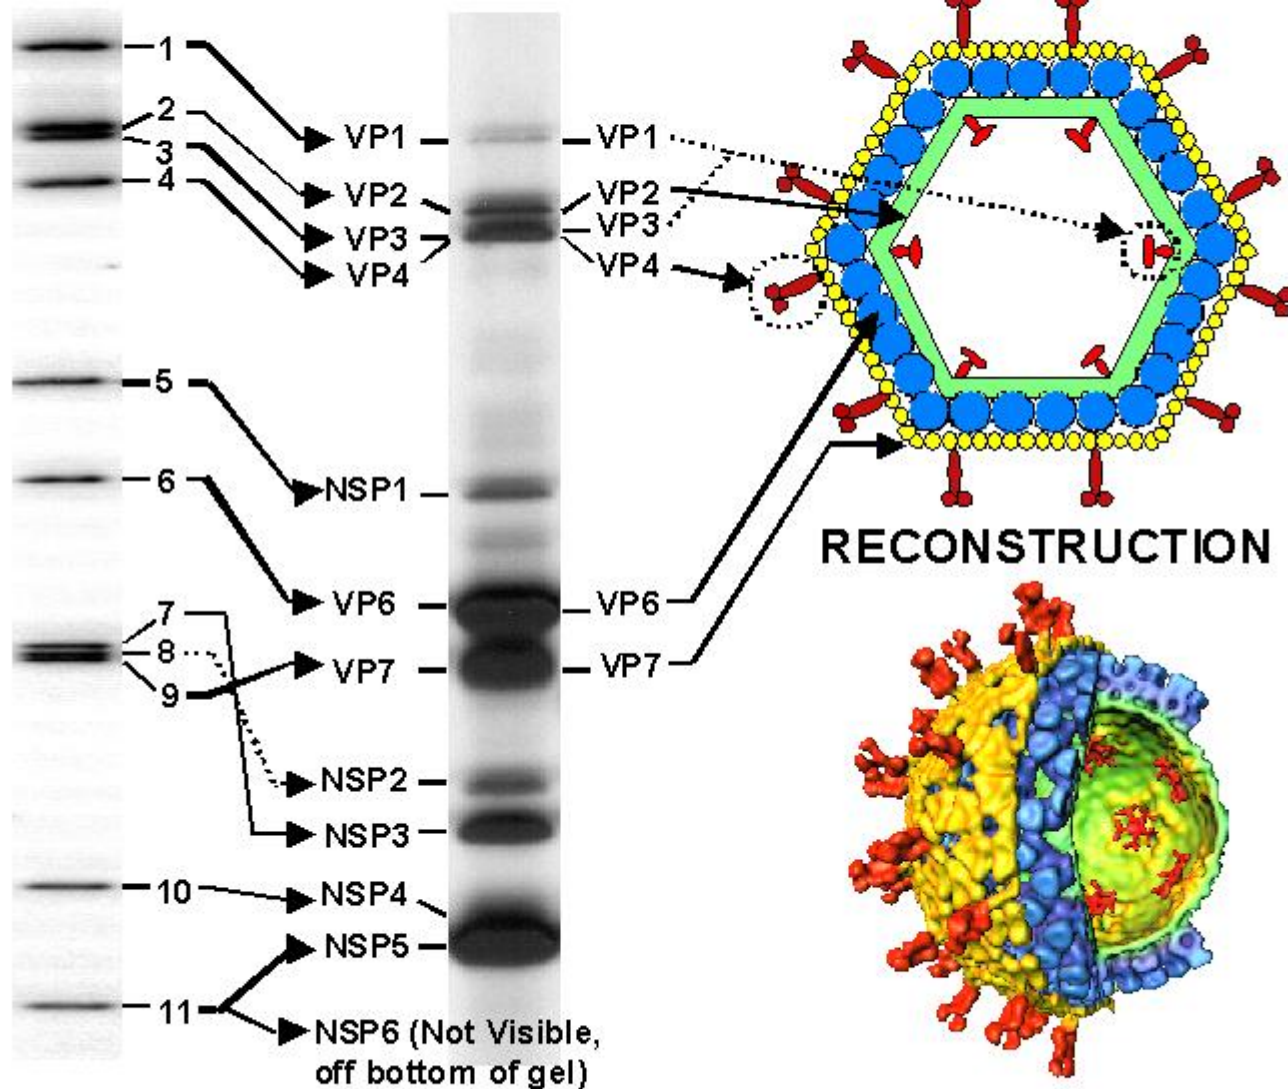 1
2
3
4
5
6
7
8
9
10
11
VP1
VP2
VP3
VP4
NSP1
VP6
VP7
NSP2
NSP3
NSP4
NSP5
NSP6 (Not Visible,
off bottom of gel)
VP1
VP2
VP3
VP4
VP6
VP7
RECONSTRUCTION